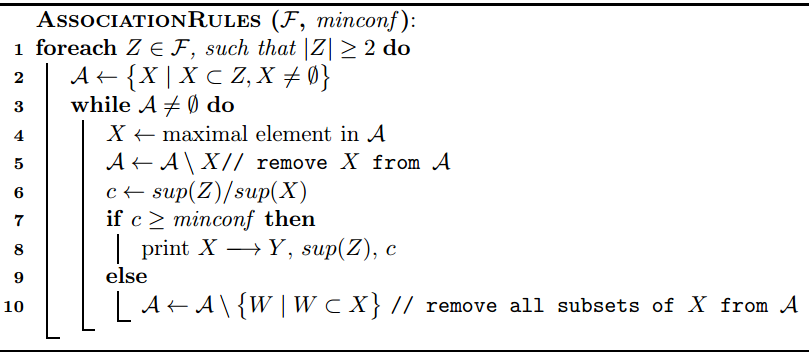 ASSOCIATIONRULES (ℱ, minconf):
1 foreach Z ∈ ℱ, such that |Z| ≥ 2 do
2 𝒜 ← {X | X ⊂ Z, X ≠ ∅}
3 while 𝒜 ≠ ∅ do
4 X ← maximal element in 𝒜
5 𝒜 ← 𝒜 \ X// remove X from 𝒜
6 c ← sup(Z)/sup(X)
7 if c ≥ minconf then
8 print X ⟶ Y, sup(Z), c
9 else
10 𝒜 ← 𝒜 \ {W | W ⊂ X} // remove all subsets of X from 𝒜